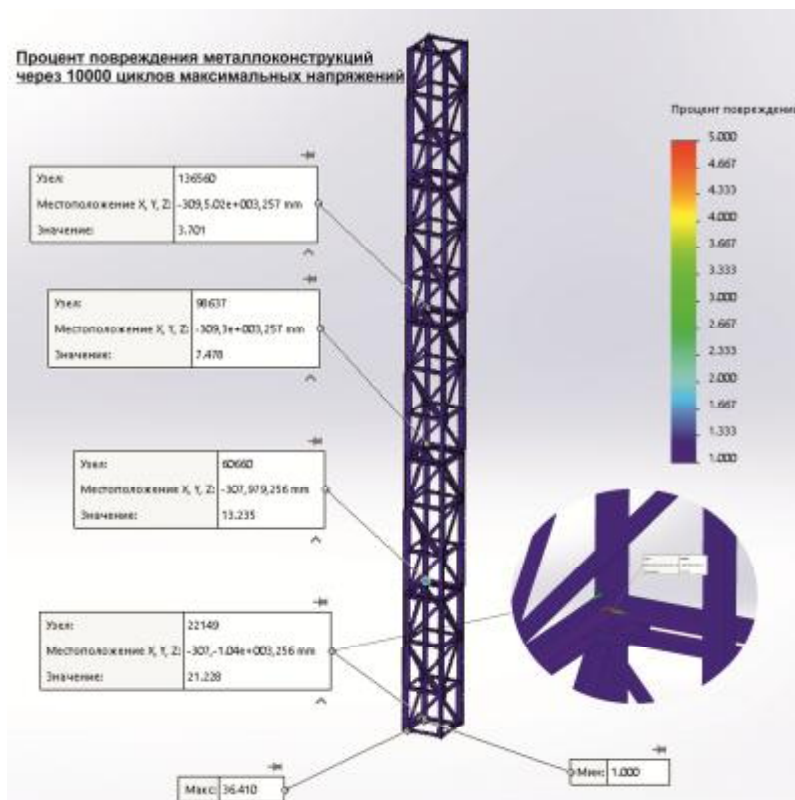 Процент повреждения металлоконструкций
через 10000 циклов максимальных напряжений
Процент повреждени
5.000
4.667
4.333
4.000
3.667
3.333
3.000
2.667
2.333
2.000
1.667
1.333
1.000
Узел: 136560
Местоположение X, Y, Z: -309,5.02e+003,257 mm
Значение: 3.701
Узел: 98637
Местоположение X, Y, Z: -309,3e+003,257 mm
Значение: 7.478
Узел: 60660
Местоположение X, Y, Z: -307,979,256 mm
Значение: 13.235
Узел: 22149
Местоположение X, Y, Z: -307,-1.04e+003,256 mm
Значение: 21.228
Макс: 36.410
Мин: 1.000